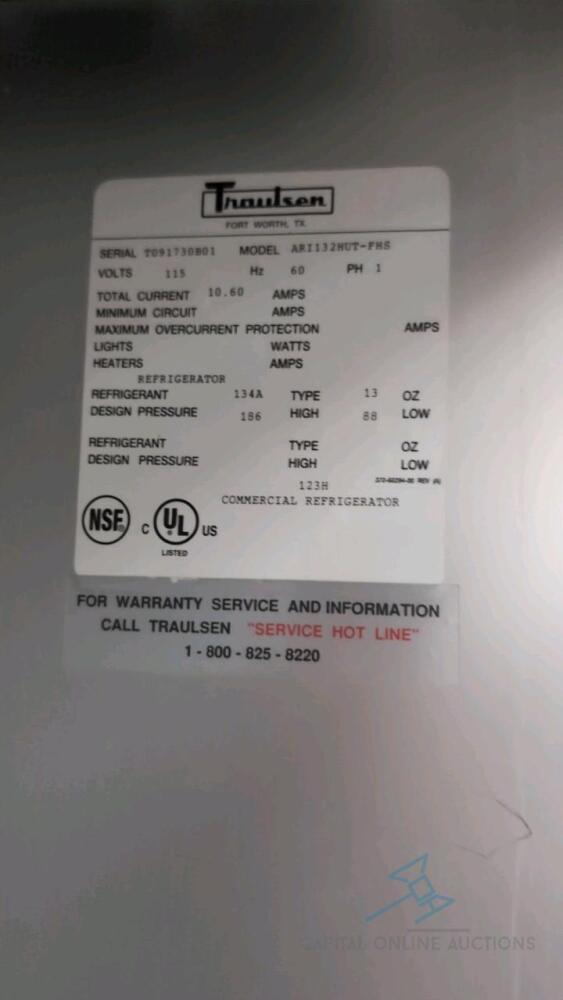 Traulsen
FORT WORTH, TX
SERIAL T091730B01 MODEL ARI132HUT-FHS
VOLTS 115 Hz 60 PH 1
TOTAL CURRENT 10.60 AMPS
MINIMUM CIRCUIT AMPS
MAXIMUM OVERCURRENT PROTECTION AMPS
LIGHTS WATTS
HEATERS AMPS
REFRIGERATOR
REFRIGERANT 134A TYPE 13 OZ
DESIGN PRESSURE 186 HIGH 88 LOW
REFRIGERANT TYPE OZ
DESIGN PRESSURE HIGH LOW
123H
COMMERCIAL REFRIGERATOR
NSF
C UL US
LISTED
FOR WARRANTY SERVICE AND INFORMATION
CALL TRAULSEN "SERVICE HOT LINE"
1-800-825-8220
CAPITAL ONLINE AUCTIONS